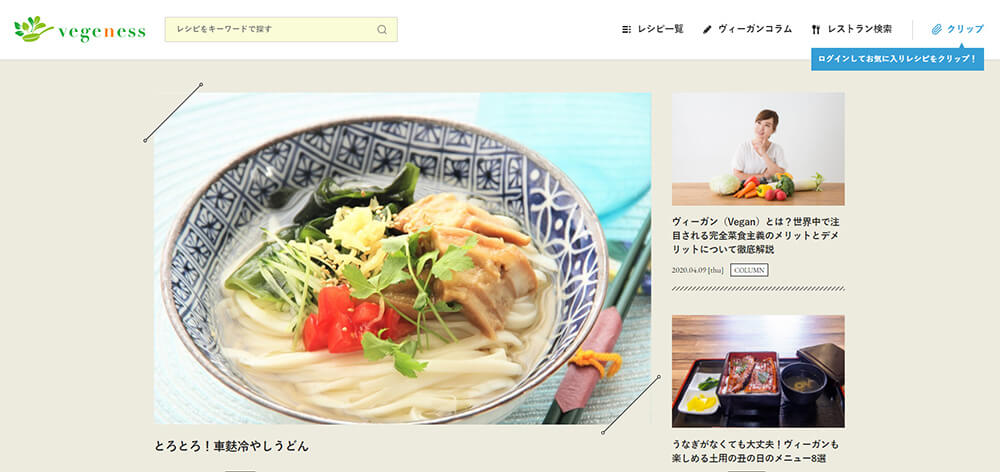 vegeness
レシピをキーワードで探す
レシピ一覧
ヴィーガンコラム
レストラン検索
クリップ
ログインしてお気に入りレシピをクリップ！
とろとろ！車麩冷やしうどん
ヴィーガン（Vegan）とは？世界中で注
目される完全菜食主義のメリットとデメ
リットについて徹底解説
2020.04.09 [thu]
COLUMN
うなぎがなくても大丈夫！ヴィーガンも
楽しめる土用の丑の日のメニュー8選